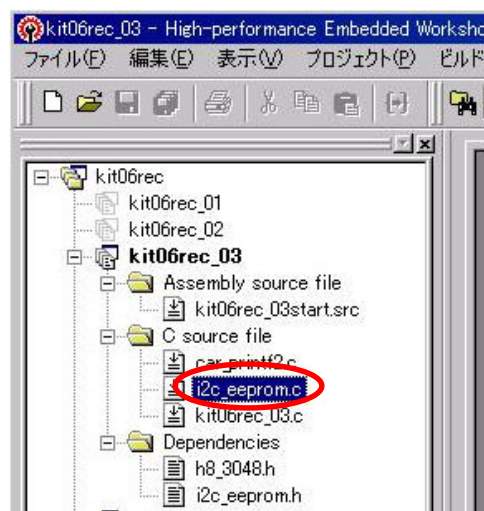 kit06rec_03 - High-performance Embedded Worksho
ファイル(F) 編集(E) 表示(V) プロジェクト(P) ビルド
kit06rec
kit06rec_01
kit06rec_02
kit06rec_03
Assembly source file
kit06rec_03start.src
C source file
car_printf2.c
i2c_eeprom.c
kit06rec_03.c
Dependencies
h8_3048.h
i2c_eeprom.h